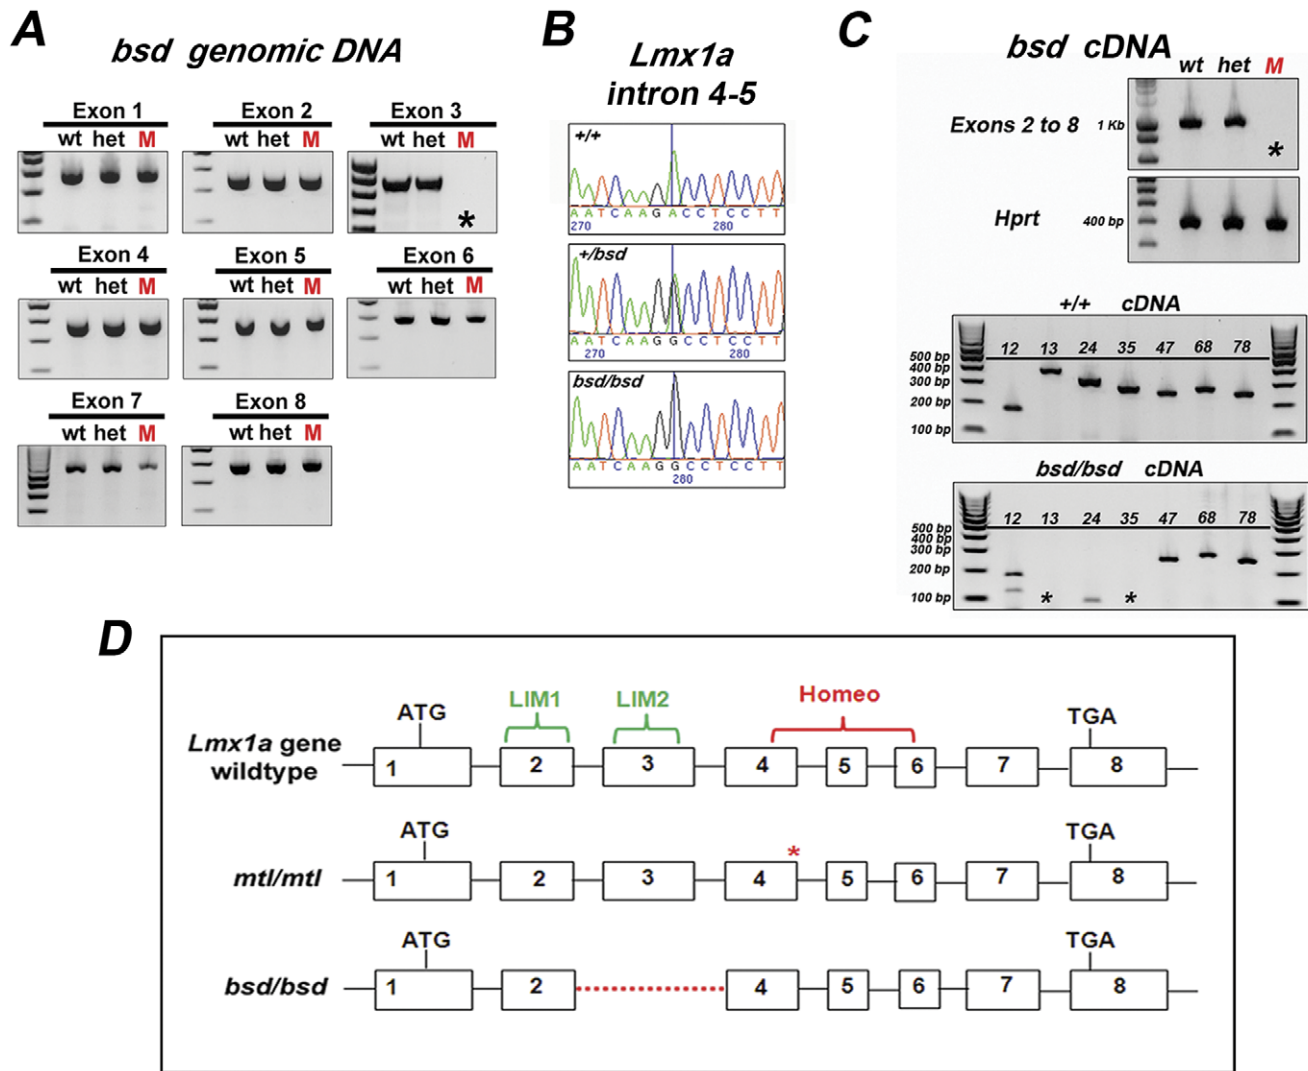 A
bsd genomic DNA
Exon 1
wt het M
Exon 2
wt het M
Exon 3
wt het M
*
Exon 4
wt het M
Exon 5
wt het M
Exon 6
wt het M
Exon 7
wt het M
Exon 8
wt het M
B
Lmx1a
intron 4-5
+/+
A A T C A A G A C C T C C T T
270 280
+/bsd
A A T C A A G G C C T C C T T
270 280
bsd/bsd
A A T C A A G G C C T C C T T
280
C
bsd cDNA
wt het M
Exons 2 to 8
1 Kb
*
Hprt
400 bp
+/+ cDNA
12 13 24 35 47 68 78
500 bp
400 bp
300 bp
200 bp
100 bp
bsd/bsd cDNA
12 13 24 35 47 68 78
500 bp
400 bp
300 bp
200 bp
100 bp
* *
D
LIM1 LIM2 Homeo
ATG TGA
Lmx1a gene
wildtype
1 2 3 4 5 6 7 8
ATG * TGA
mtl/mtl
1 2 3 4 5 6 7 8
ATG TGA
bsd/bsd
1 2 4 5 6 7 8